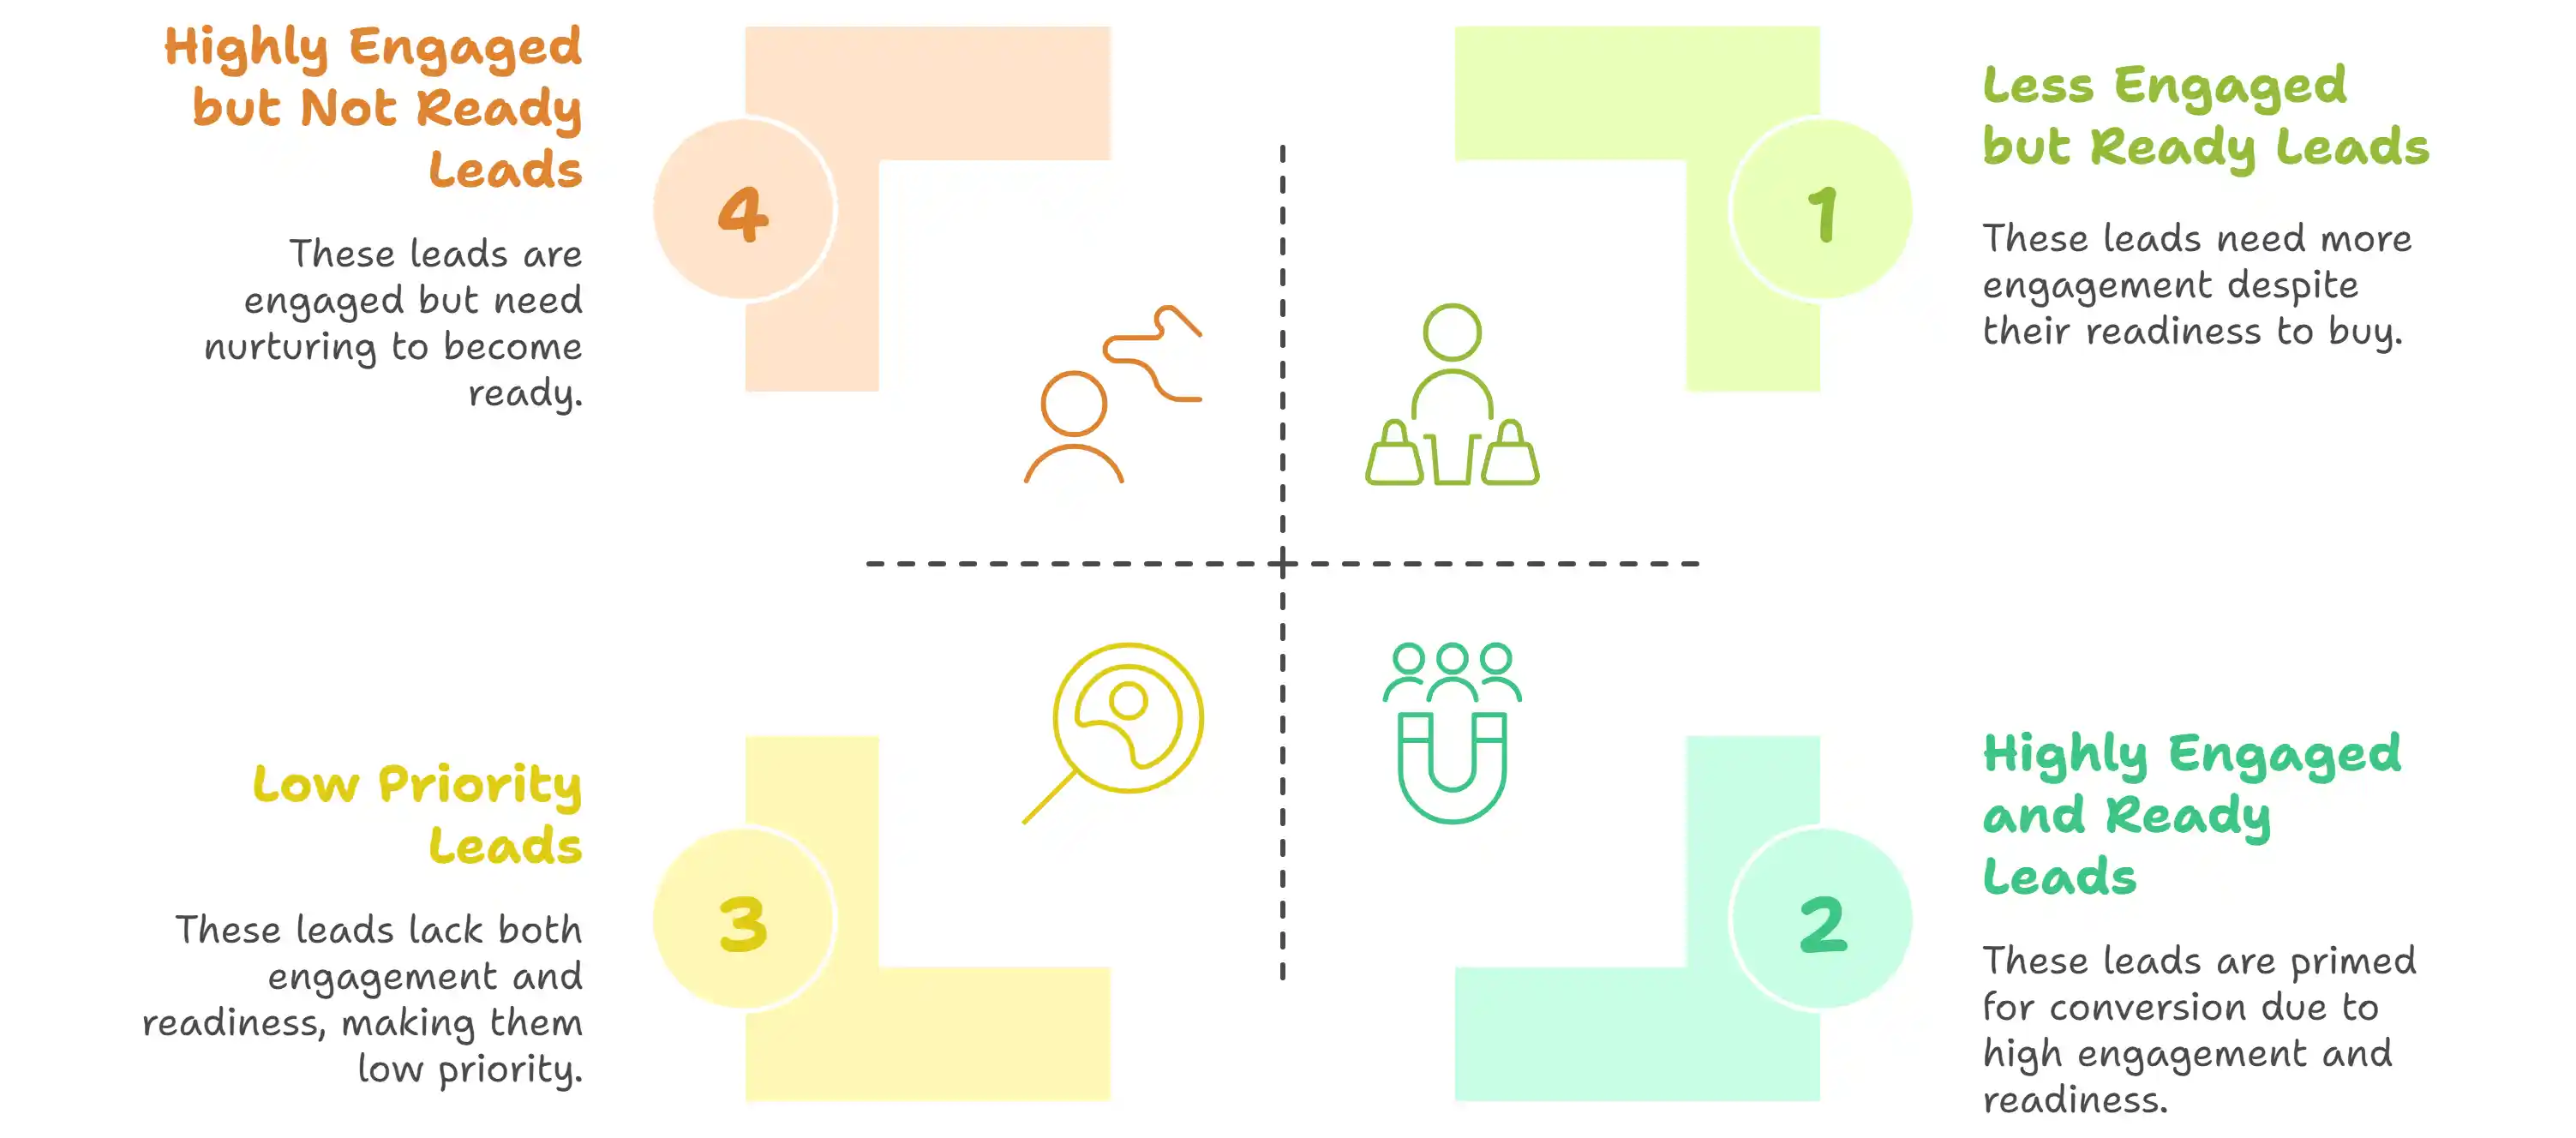 Highly Engaged
but Not Ready
Leads
These leads are
engaged but need
nurturing to become
ready.
4
1
Less Engaged
but Ready Leads
These leads need more
engagement despite
their readiness to buy.
Low Priority
Leads
These leads lack both
engagement and
readiness, making them
low priority.
3
2
Highly Engaged
and Ready
Leads
These leads are primed
for conversion due to
high engagement and
readiness.